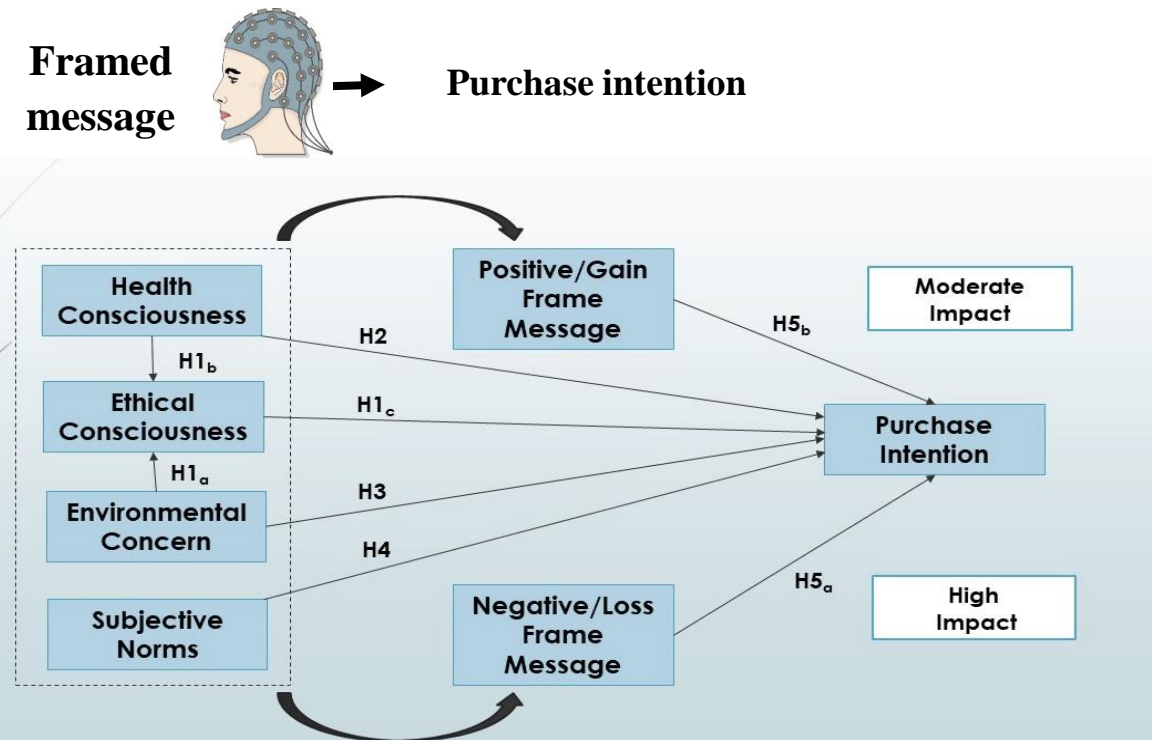 Framed
message
Purchase intention
Health
Consciousness
H1b
Ethical
Consciousness
H1a
Environmental
Concern
Subjective
Norms
H2
H1c
H3
H4
Positive/Gain
Frame
Message
Negative/Loss
Frame
Message
H5b
H5a
Purchase
Intention
Moderate
Impact
High
Impact